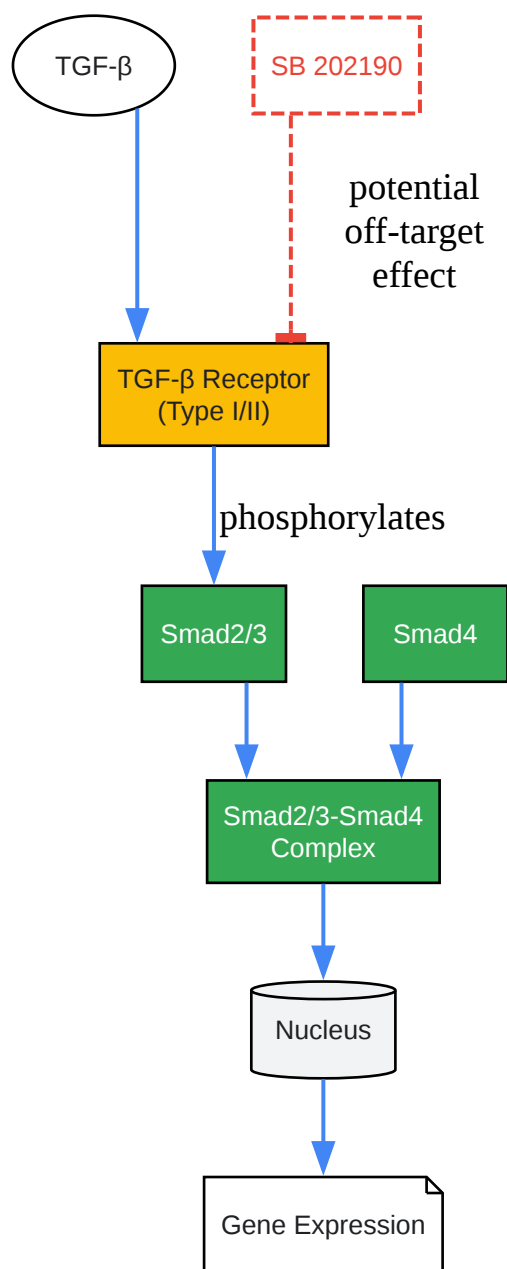 TGF-β
SB 202190
potential
off-target
effect
TGF-β Receptor
(Type I/II)
phosphorylates
Smad2/3
Smad4
Smad2/3-Smad4
Complex
Nucleus
Gene Expression